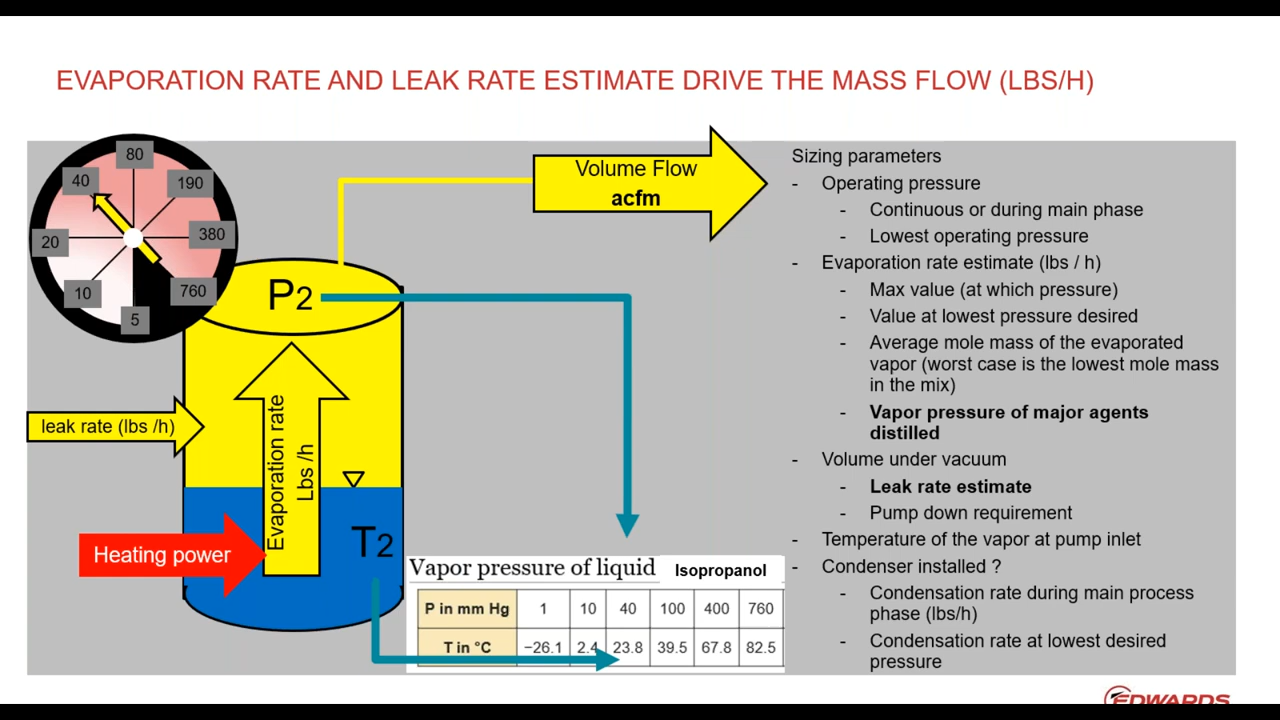 EVAPORATION RATE AND LEAK RATE ESTIMATE DRIVE THE MASS FLOW (LBS/H)
80
40
190
20
380
10
760
5
Volume Flow
acfm
P2
leak rate (lbs /h)
Evaporation rate
Lbs /h
Heating power
T2
Vapor pressure of liquid Isopropanol
P in mm Hg 1 10 40 100 400 760
T in °C −26.1 2.4 23.8 39.5 67.8 82.5
Sizing parameters
- Operating pressure
- Continuous or during main phase
- Lowest operating pressure
- Evaporation rate estimate (lbs / h)
- Max value (at which pressure)
- Value at lowest pressure desired
- Average mole mass of the evaporated
vapor (worst case is the lowest mole mass
in the mix)
- Vapor pressure of major agents
distilled
- Volume under vacuum
- Leak rate estimate
- Pump down requirement
- Temperature of the vapor at pump inlet
- Condenser installed ?
- Condensation rate during main process
phase (lbs/h)
- Condensation rate at lowest desired
pressure
EDWARDS